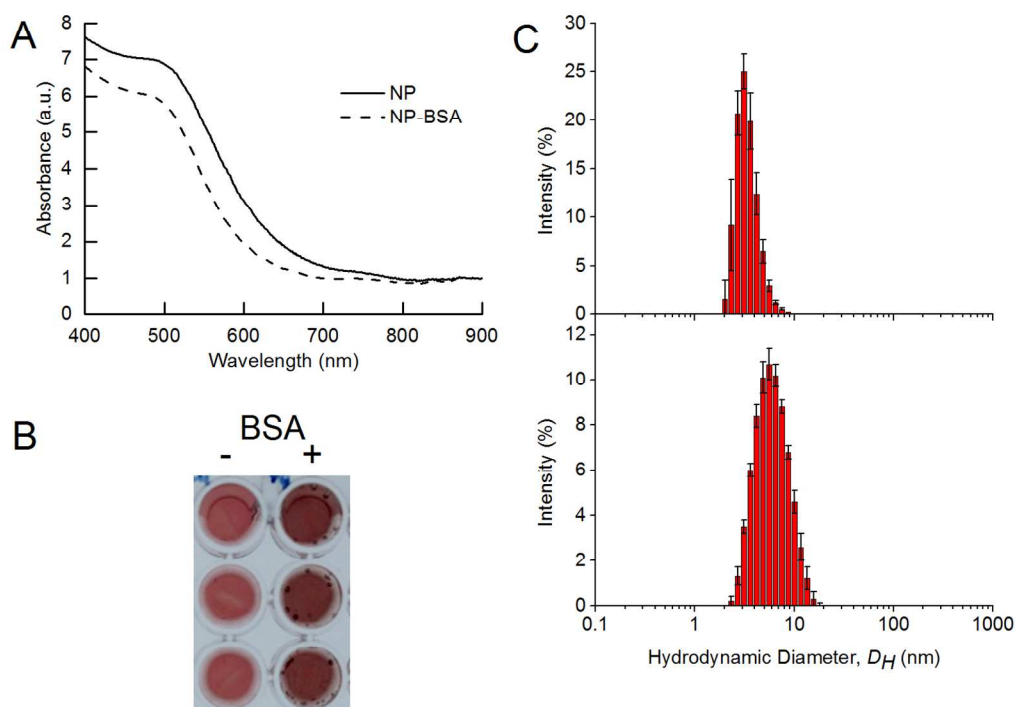 A
8
7
6
5
4
3
2
1
0
Absorbance (a.u.)
NP
NP-BSA
400 500 600 700 800 900
Wavelength (nm)
B
BSA
- +
C
30
25
20
15
10
5
0
Intensity (%)
12
10
8
6
4
2
0
Intensity (%)
0.1 1 10 100 1000
Hydrodynamic Diameter, D_H (nm)